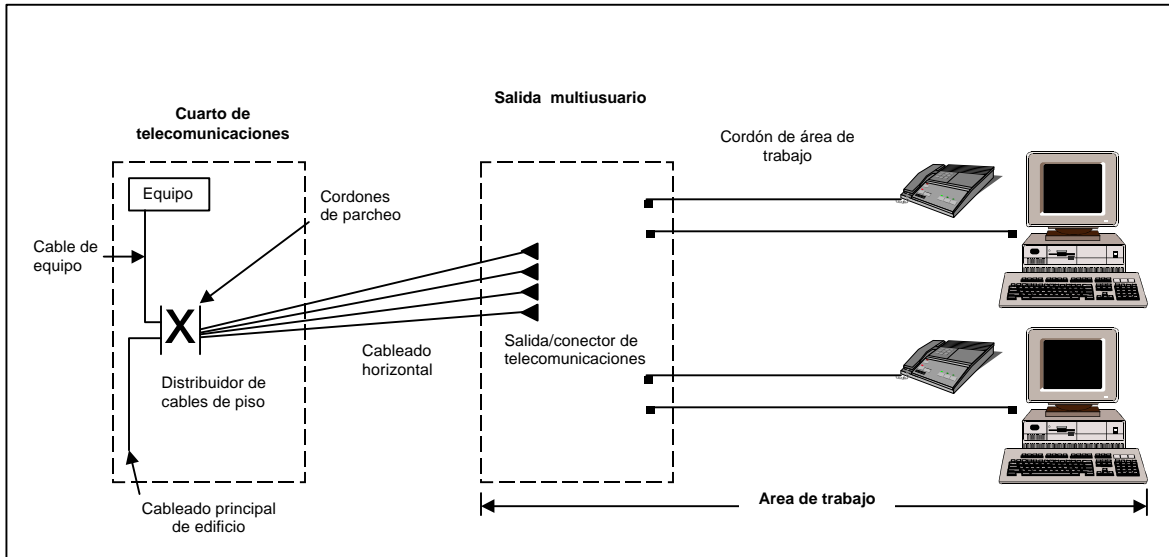 Salida multiusuario
Cuarto de
telecomunicaciones
Cordón de área de
trabajo
Equipo
Cordones
de parcheo
Cable de
equipo
X
Salida/conector de
telecomunicaciones
Cableado
horizontal
Distribuidor de
cables de piso
Area de trabajo
Cableado principal
de edificio